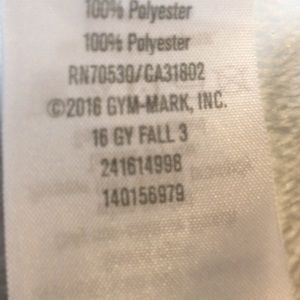 100% Polyester
100% Polyester
RN70530/CA31802
©2016 GYM-MARK, INC.
16 GY FALL 3
241614998
140156979